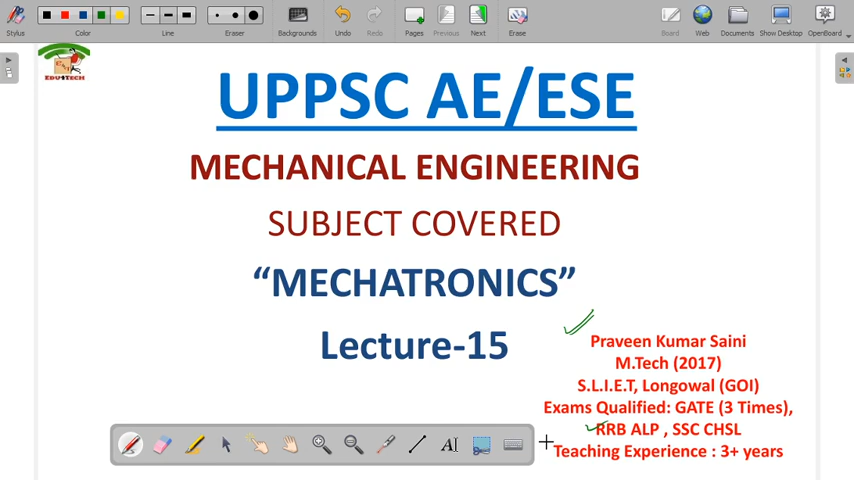 Color
Line
Eraser
Stylus
Backgrounds
Undo
Redo
Pages
Previous
Next
Erase
Board
Web
Documents
Show Desktop
OpenBoard
EDU4TECH
UPPSC AE/ESE
MECHANICAL ENGINEERING
SUBJECT COVERED
“MECHATRONICS”
Lecture-15
Praveen Kumar Saini
M.Tech (2017)
S.L.I.E.T, Longowal (GOI)
Exams Qualified: GATE (3 Times),
RRB ALP , SSC CHSL
Teaching Experience : 3+ years